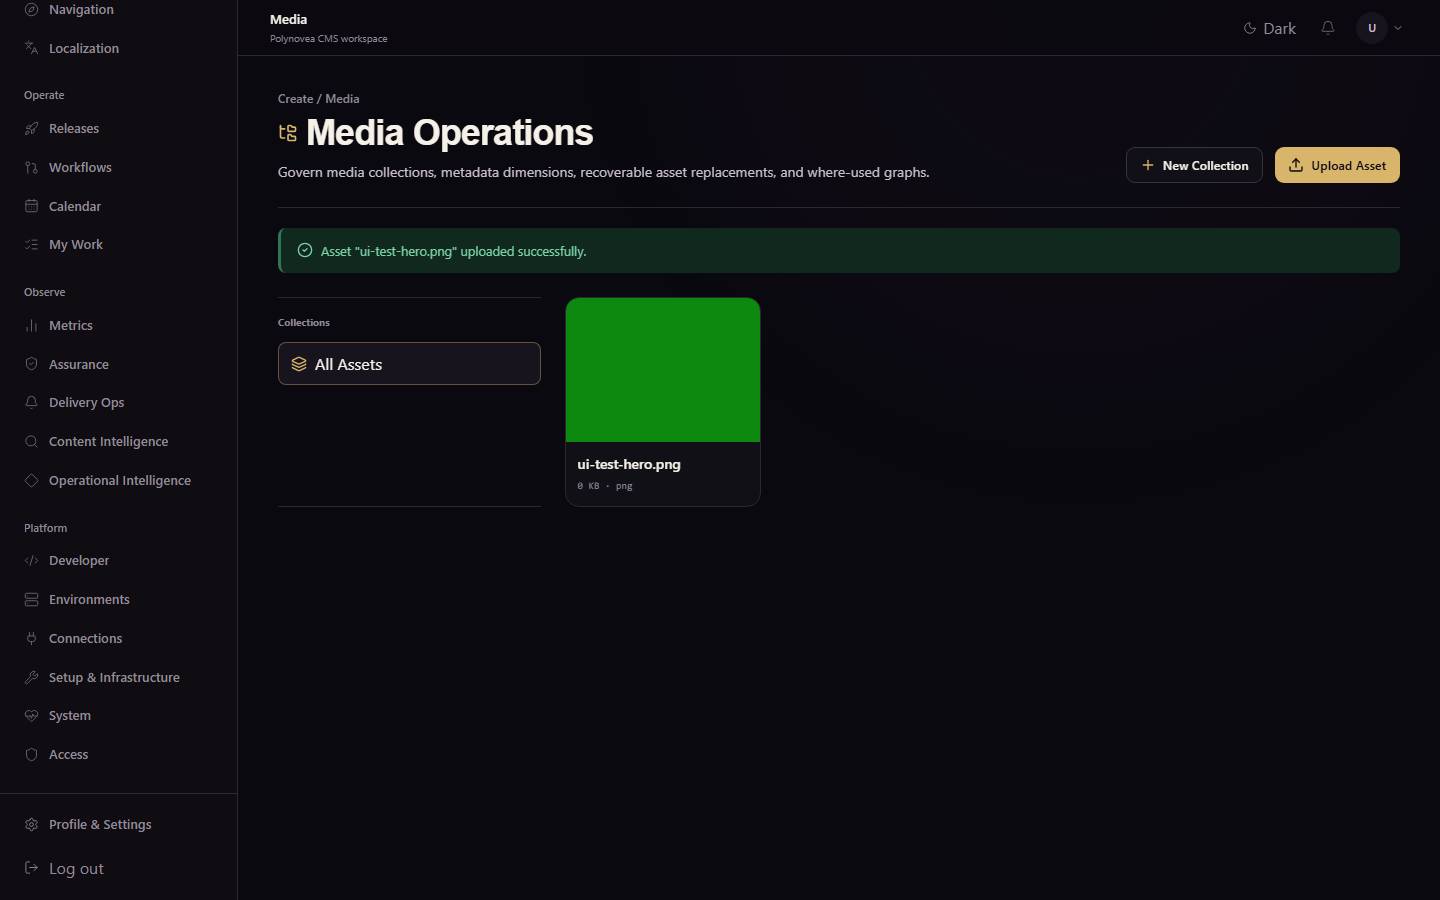 Navigation
Localization
Operate
Releases
Workflows
Calendar
My Work
Observe
Metrics
Assurance
Delivery Ops
Content Intelligence
Operational Intelligence
Platform
Developer
Environments
Connections
Setup & Infrastructure
System
Access
Profile & Settings
Log out
Media
Polynovea CMS workspace
Dark
U
Create / Media
Media Operations
Govern media collections, metadata dimensions, recoverable asset replacements, and where-used graphs.
New Collection
Upload Asset
Asset "ui-test-hero.png" uploaded successfully.
Collections
All Assets
ui-test-hero.png
0 KB · png